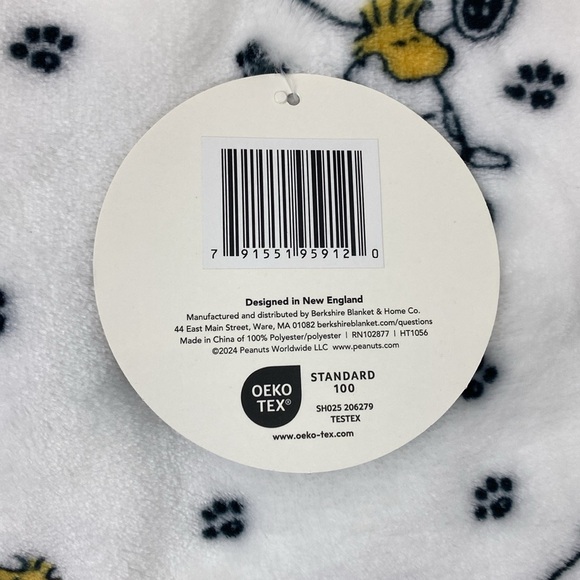 7 91551 95912 0
Designed in New England
Manufactured and distributed by Berkshire Blanket & Home Co.
44 East Main Street, Ware, MA 01082 berkshireblanket.com/questions
Made in China of 100% Polyester/polyester | RN102877 | HT1056
©2024 Peanuts Worldwide LLC www.peanuts.com
OEKO
TEX®
STANDARD
100
SH025 206279
TESTEX
www.oeko-tex.com